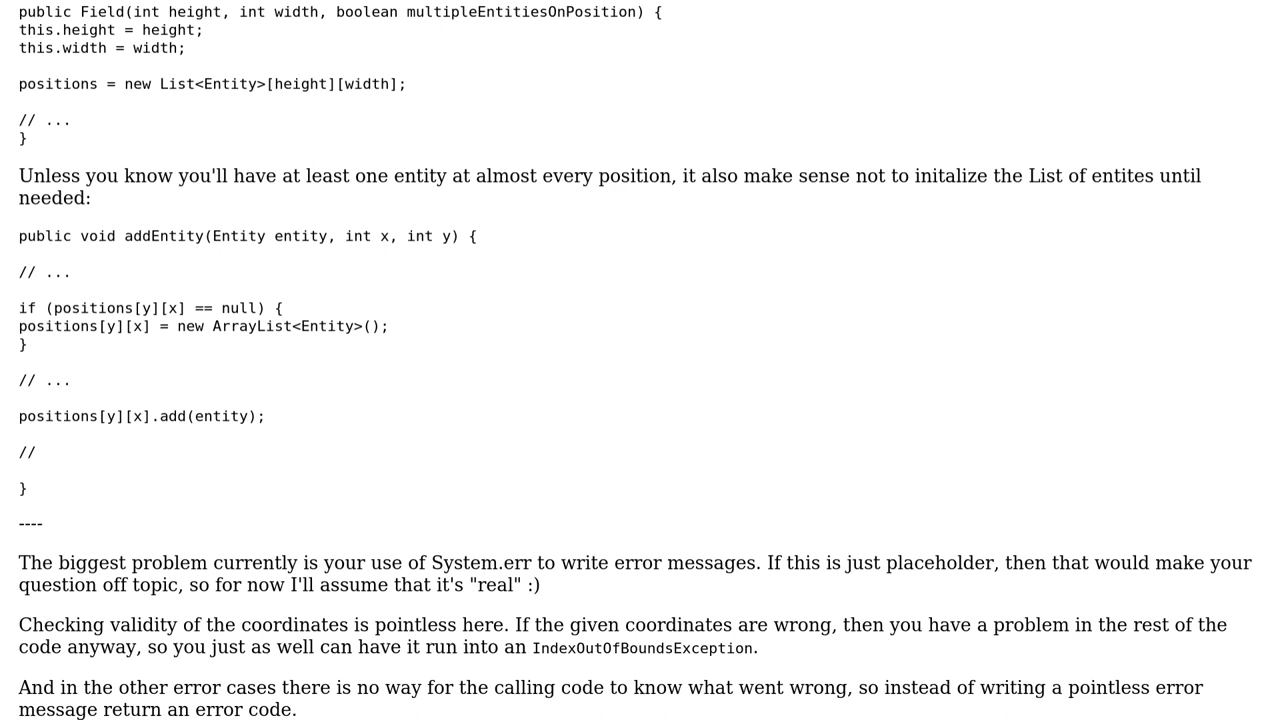 public Field(int height, int width, boolean multipleEntitiesOnPosition) {
this.height = height;
this.width = width;
positions = new List<Entity>[height][width];
// ...
}
Unless you know you'll have at least one entity at almost every position, it also make sense not to initalize the List of entites until
needed:
public void addEntity(Entity entity, int x, int y) {
// ...
if (positions[y][x] == null) {
positions[y][x] = new ArrayList<Entity>();
}
// ...
positions[y][x].add(entity);
//
}
----
The biggest problem currently is your use of System.err to write error messages. If this is just placeholder, then that would make your
question off topic, so for now I'll assume that it's "real" :)
Checking validity of the coordinates is pointless here. If the given coordinates are wrong, then you have a problem in the rest of the
code anyway, so you just as well can have it run into an IndexOutOfBoundsException.
And in the other error cases there is no way for the calling code to know what went wrong, so instead of writing a pointless error
message return an error code.